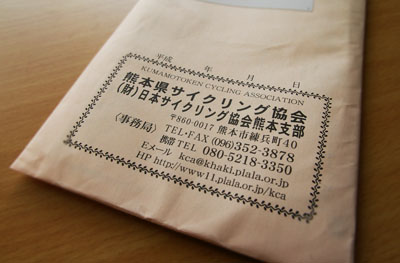 平成 年 月 日
KUMAMOTOKEN CYCLING ASSOCIATION
熊本県サイクリング協会
(財)日本サイクリング協会熊本支部
〒860-0017 熊本市練兵町40
(事務局) TEL・FAX (096)352-3878
携帯 TEL 080-5218-3350
Eメール kca@khaki.plala.or.jp
HP http://www11.plala.or.jp/kca